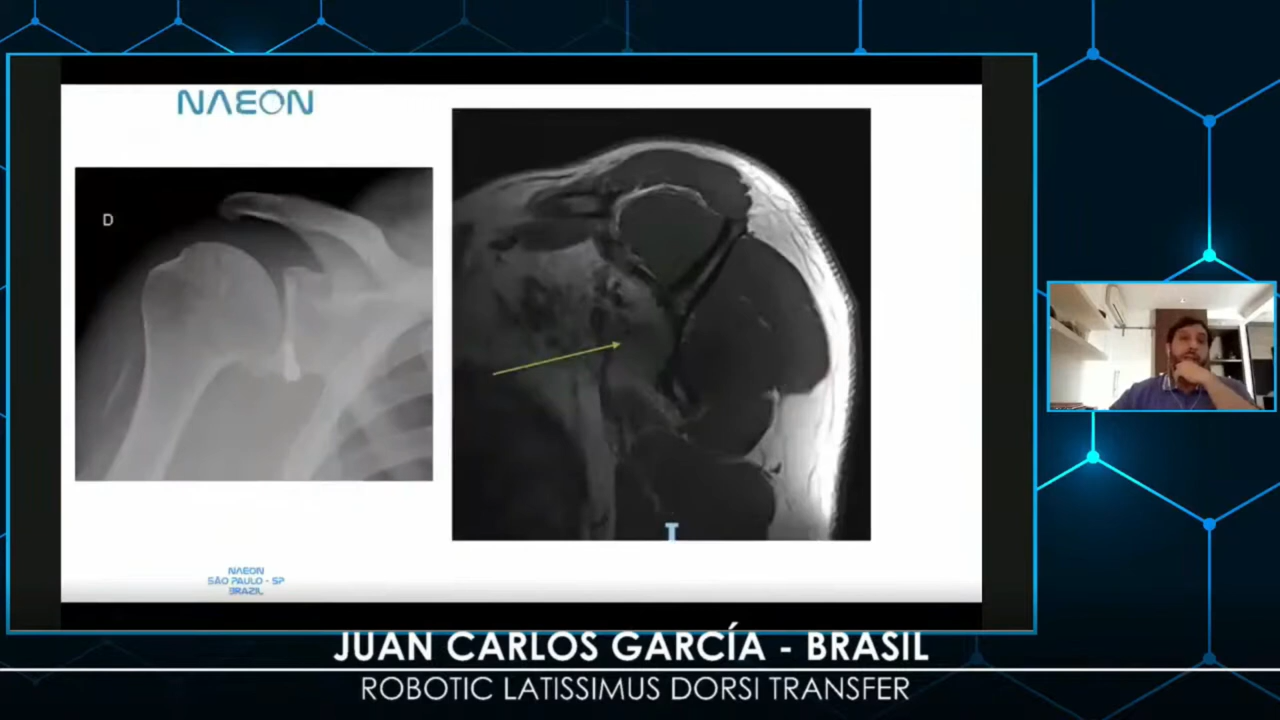 NAEON
D
I
NAEON
SÃO PAULO - SP
BRAZIL
JUAN CARLOS GARCÍA - BRASIL
ROBOTIC LATISSIMUS DORSI TRANSFER